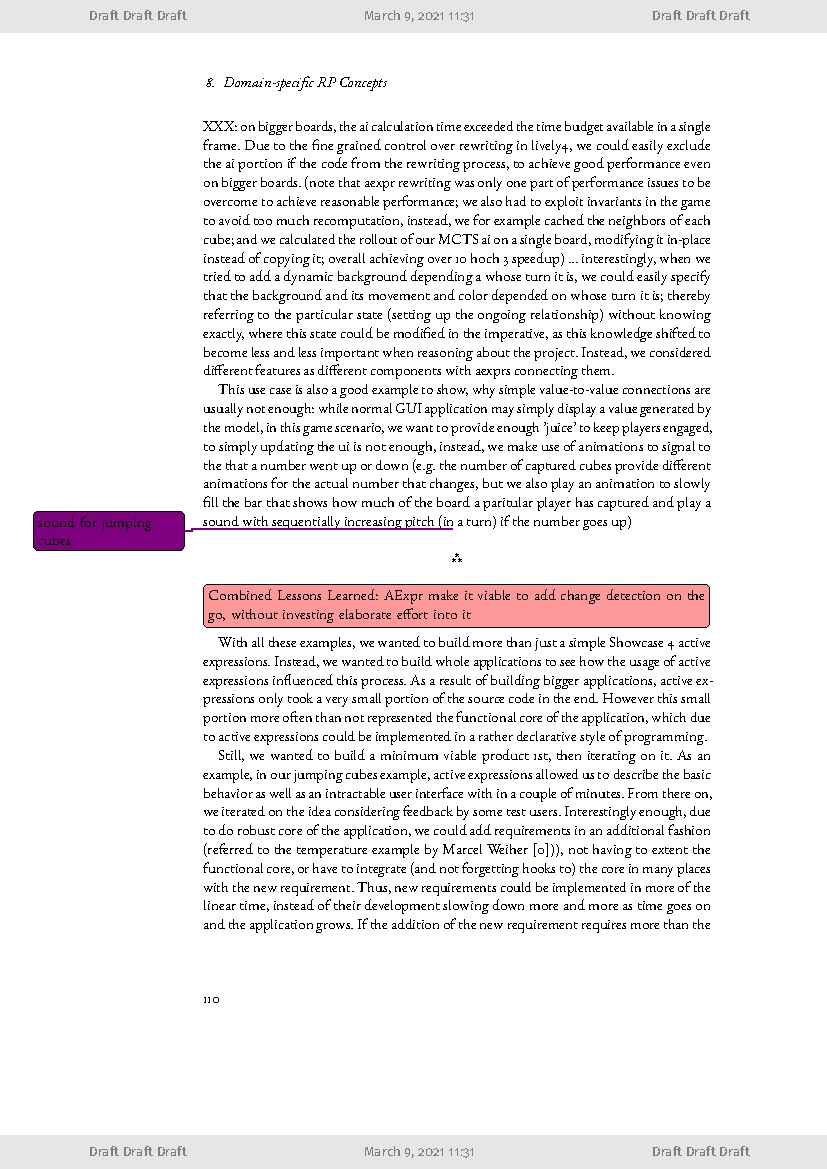 Draft Draft Draft March 9, 2021 11:31 Draft Draft Draft
8. Domain-specific RP Concepts
XXX: on bigger boards, the ai calculation time exceeded the time budget available in a single
frame. Due to the fine grained control over rewriting in lively4, we could easily exclude
the ai portion if the code from the rewriting process, to achieve good performance even
on bigger boards. (note that aexpr rewriting was only one part of performance issues to be
overcome to achieve reasonable performance; we also had to exploit invariants in the game
to avoid too much recomputation, instead, we for example cached the neighbors of each
cube; and we calculated the rollout of our MCTS ai on a single board, modifying it in-place
instead of copying it; overall achieving over 10 hoch 3 speedup) ... interestingly, when we
tried to add a dynamic background depending a whose turn it is, we could easily specify
that the background and its movement and color depended on whose turn it is; thereby
referring to the particular state (setting up the ongoing relationship) without knowing
exactly, where this state could be modified in the imperative, as this knowledge shifted to
become less and less important when reasoning about the project. Instead, we considered
different features as different components with aexprs connecting them.
This use case is also a good example to show, why simple value-to-value connections are
usually not enough: while normal GUI application may simply display a value generated by
the model, in this game scenario, we want to provide enough 'juice' to keep players engaged,
to simply updating the ui is not enough, instead, we make use of animations to signal to
the that a number went up or down (e.g. the number of captured cubes provide different
animations for the actual number that changes, but we also play an animation to slowly
fill the bar that shows how much of the board a paritular player has captured and play a
sound with sequentially increasing pitch (in a turn) if the number goes up)
sound for jumping
cubes
⁂
Combined Lessons Learned: AExpr make it viable to add change detection on the
go, without investing elaborate effort into it
With all these examples, we wanted to build more than just a simple Showcase 4 active
expressions. Instead, we wanted to build whole applications to see how the usage of active
expressions influenced this process. As a result of building bigger applications, active ex-
pressions only took a very small portion of the source code in the end. However this small
portion more often than not represented the functional core of the application, which due
to active expressions could be implemented in a rather declarative style of programming.
Still, we wanted to build a minimum viable product 1st, then iterating on it. As an
example, in our jumping cubes example, active expressions allowed us to describe the basic
behavior as well as an intractable user interface with in a couple of minutes. From there on,
we iterated on the idea considering feedback by some test users. Interestingly enough, due
to do robust core of the application, we could add requirements in an additional fashion
(referred to the temperature example by Marcel Weiher [0])), not having to extent the
functional core, or have to integrate (and not forgetting hooks to) the core in many places
with the new requirement. Thus, new requirements could be implemented in more of the
linear time, instead of their development slowing down more and more as time goes on
and the application grows. If the addition of the new requirement requires more than the
110
Draft Draft Draft March 9, 2021 11:31 Draft Draft Draft